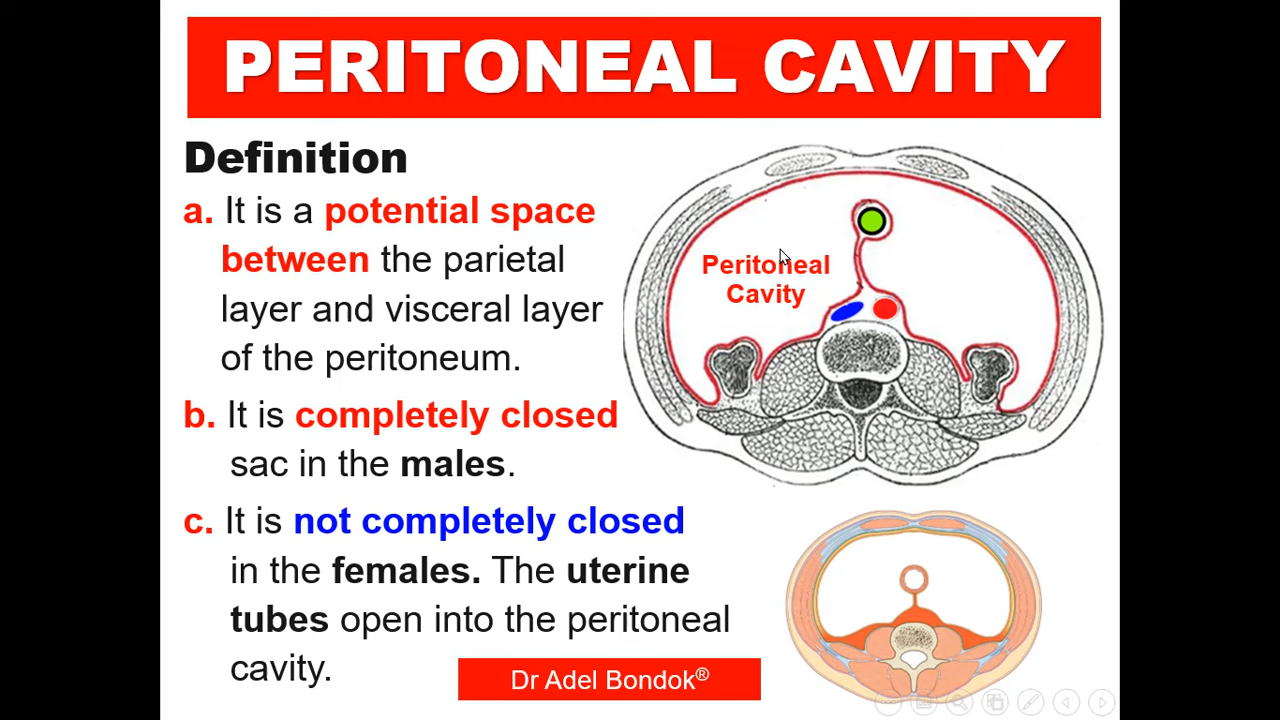 PERITONEAL CAVITY
Definition
a. It is a potential space
between the parietal
layer and visceral layer
of the peritoneum.
b. It is completely closed
sac in the males.
c. It is not completely closed
in the females. The uterine
tubes open into the peritoneal
cavity.
Peritoneal
Cavity
Dr Adel Bondok®